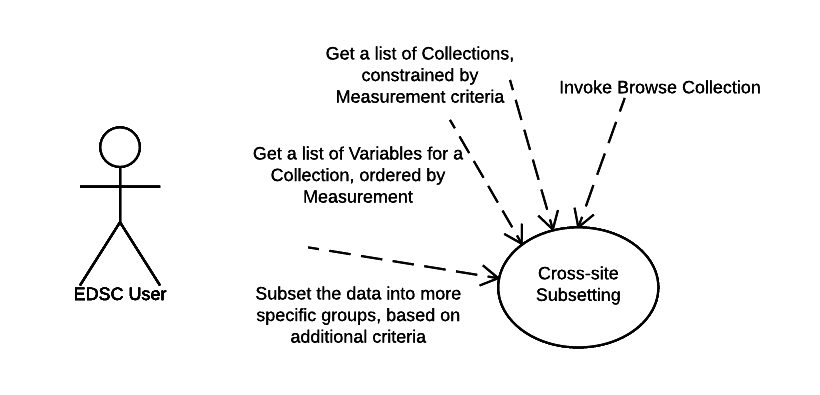 Get a list of Collections,
constrained by
Measurement criteria
Invoke Browse Collection
Get a list of Variables for a
Collection, ordered by
Measurement
EDSC User
Cross-site
Subsetting
Subset the data into more
specific groups, based on
additional criteria